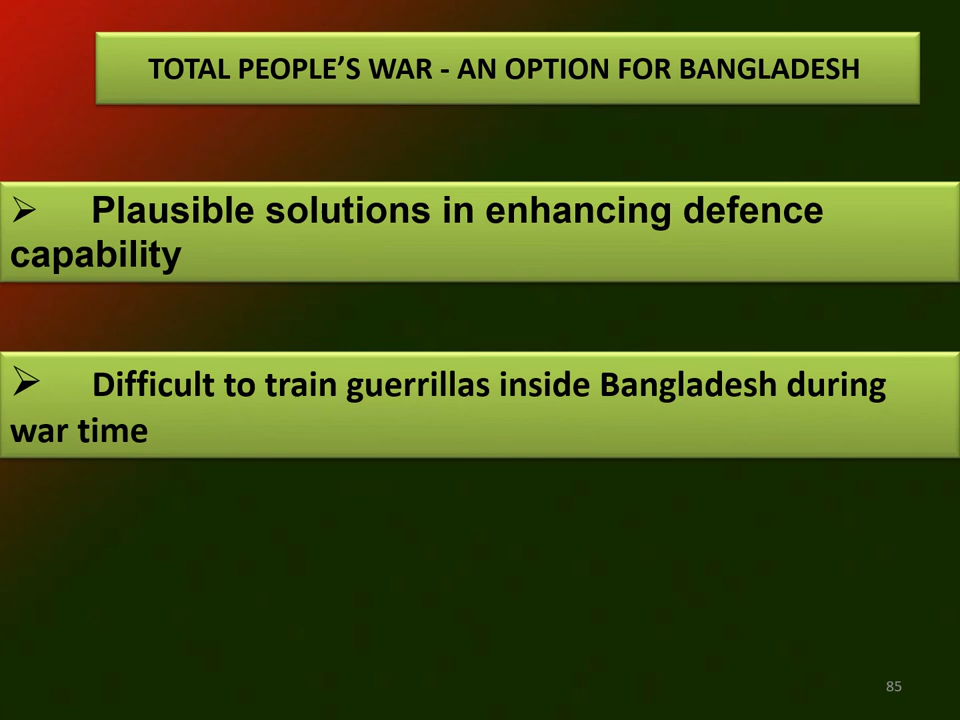 TOTAL PEOPLE’S WAR - AN OPTION FOR BANGLADESH
➢ Plausible solutions in enhancing defence
capability
➢ Difficult to train guerrillas inside Bangladesh during
war time
85